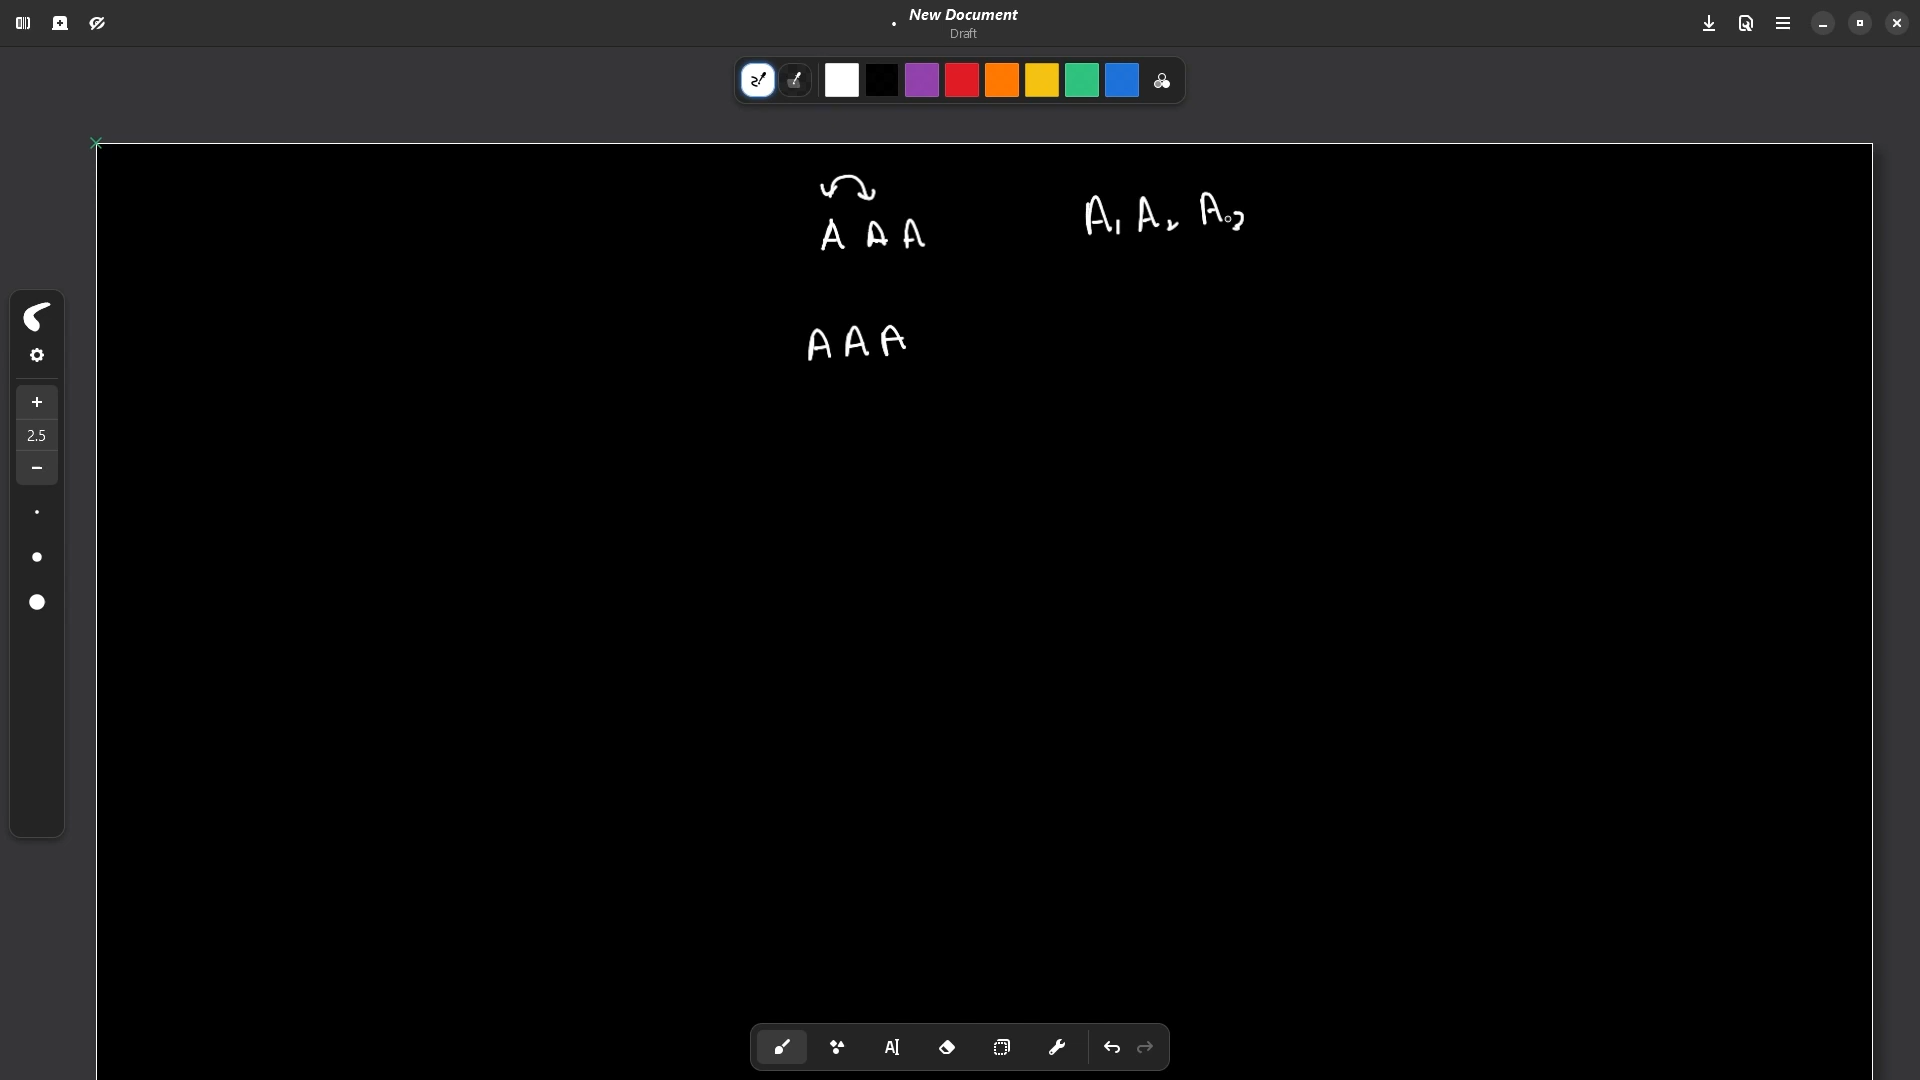 New Document
Draft
A A A
A₁ A₂ A₃
A A A
2.5